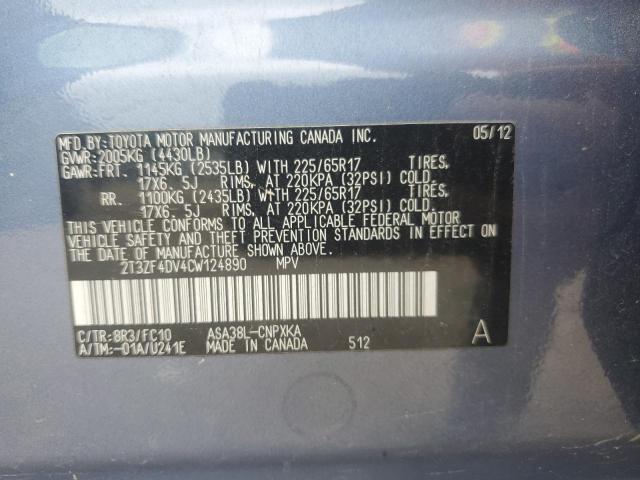 MFD.BY:TOYOTA MOTOR MANUFACTURING CANADA INC. 05/12
GVWR:2005KG (4430LB)
GAWR:FRT. 1145KG (2535LB) WITH 225/65R17 TIRES,
17X6. 5J RIMS, AT 220KPA (32PSI) COLD.
RR. 1100KG (2435LB) WITH 225/65R17 TIRES,
17X6. 5J RIMS, AT 220KPA (32PSI) COLD.
THIS VEHICLE CONFORMS TO ALL APPLICABLE FEDERAL MOTOR
VEHICLE SAFETY AND THEFT PREVENTION STANDARDS IN EFFECT
ON THE DATE OF MANUFACTURE SHOWN ABOVE.
2T3ZF4DV4CW124890 MPV
C/TR:8R3/FC10 ASA38L-CNPXKA
A/TM:-01A/U241E MADE IN CANADA 512 A